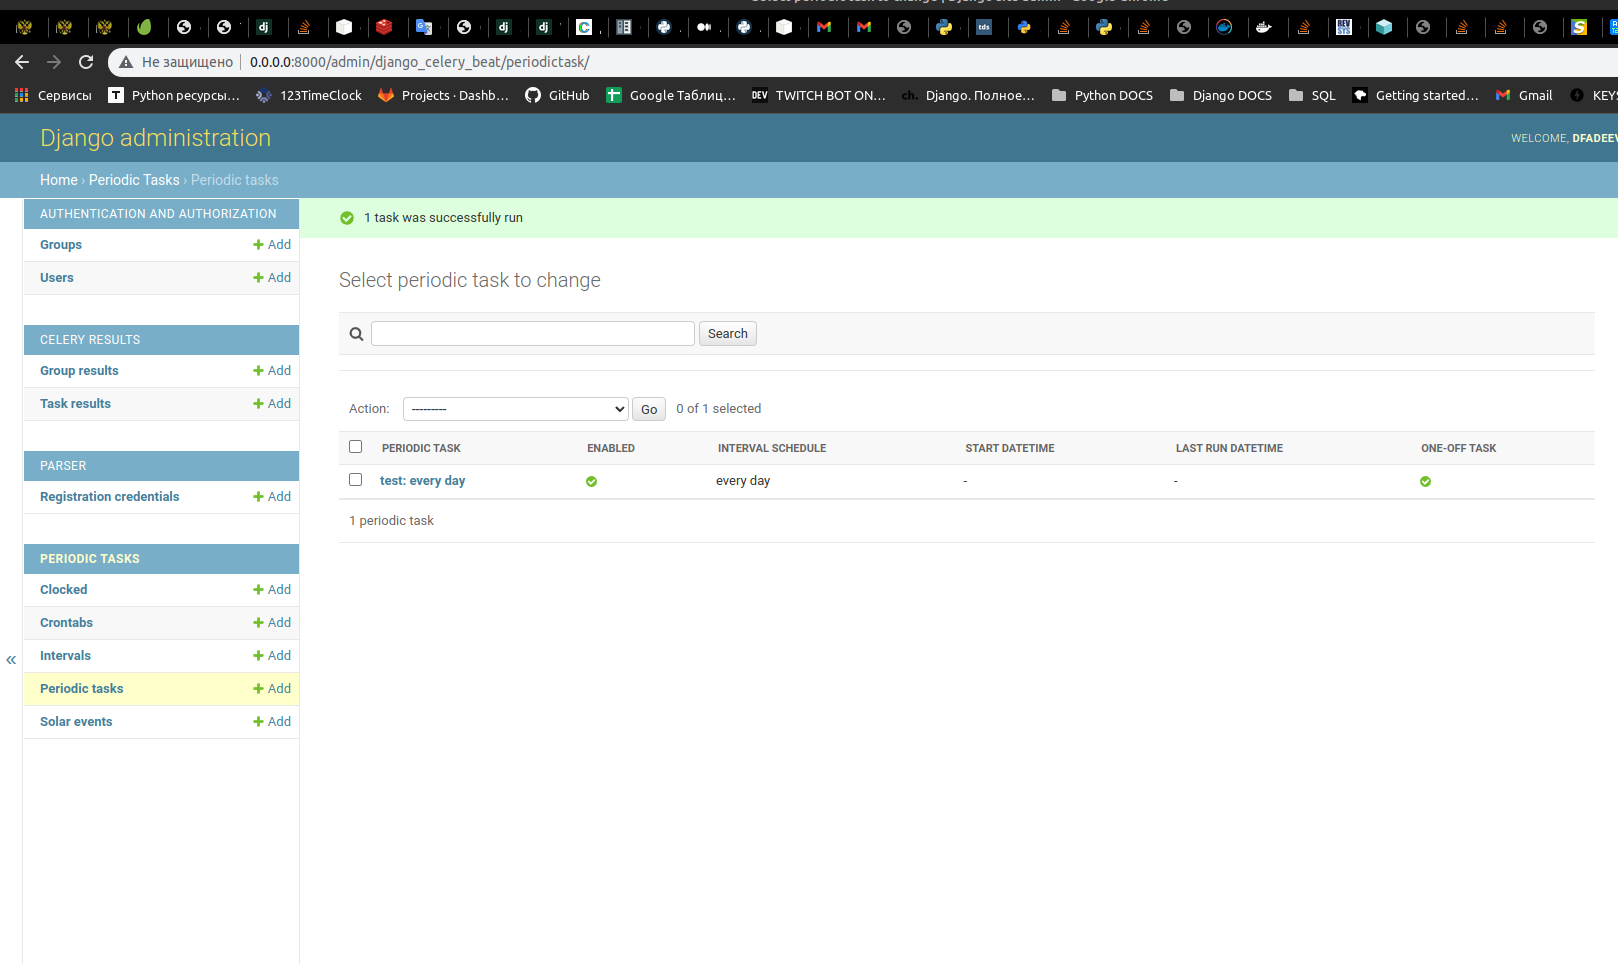 Не защищено 0.0.0.0:8000/admin/django_celery_beat/periodictask/
Сервисы Python ресурсы... 123TimeClock Projects · Dashb... GitHub Google Таблиц... TWITCH BOT ON... Django. Полное... Python DOCS Django DOCS SQL Getting started... Gmail KEYS
Django administration
WELCOME, DFADEEV
Home › Periodic Tasks › Periodic tasks
AUTHENTICATION AND AUTHORIZATION
Groups Add
Users Add
CELERY RESULTS
Group results Add
Task results Add
PARSER
Registration credentials Add
PERIODIC TASKS
Clocked Add
Crontabs Add
Intervals Add
Periodic tasks Add
Solar events Add
«
1 task was successfully run
Select periodic task to change
Search
Action: --------- Go 0 of 1 selected
PERIODIC TASK ENABLED INTERVAL SCHEDULE START DATETIME LAST RUN DATETIME ONE-OFF TASK
test: every day every day - -
1 periodic task